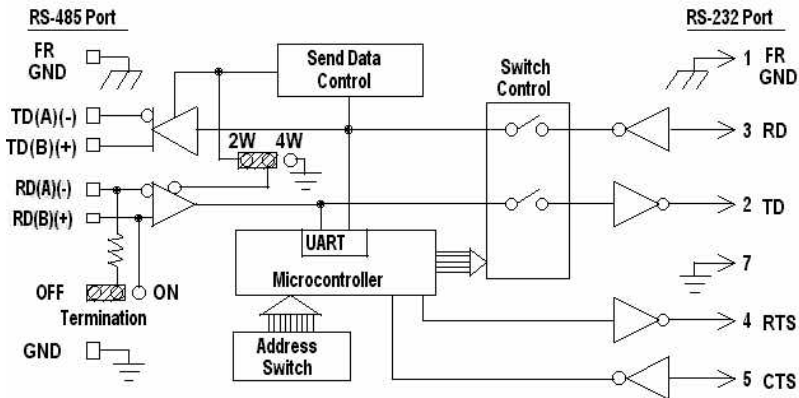 RS-485 Port
RS-232 Port
FR
GND
Send Data
Control
Switch
Control
1 FR
GND
TD(A)(-)
TD(B)(+)
2W 4W
3 RD
RD(A)(-)
RD(B)(+)
2 TD
UART
Microcontroller
7
OFF
ON
Termination
4 RTS
GND
Address
Switch
5 CTS